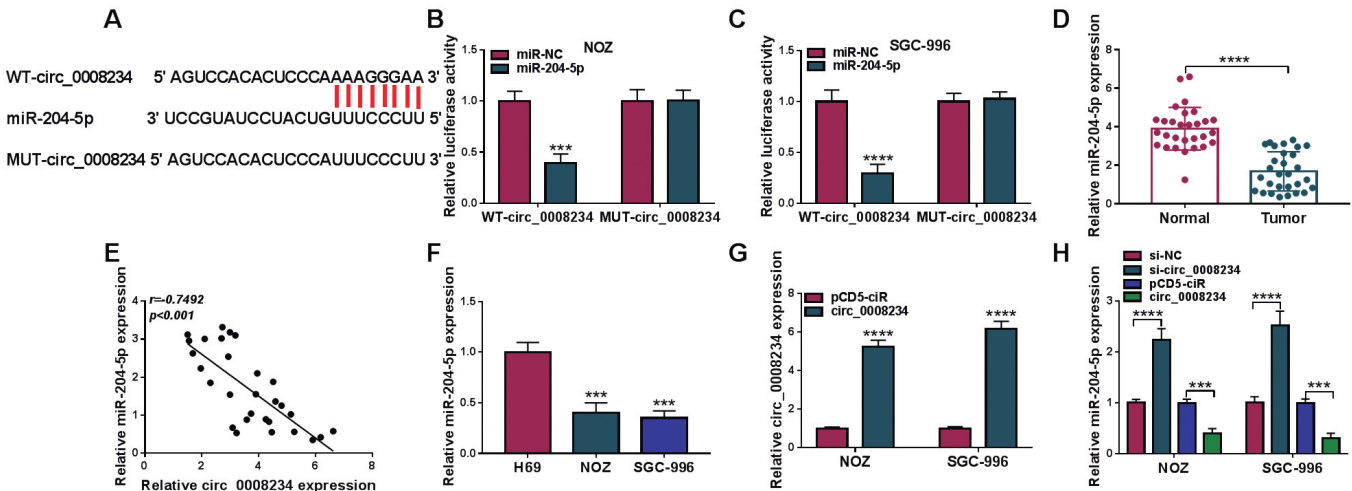 A
WT-circ_0008234 5' AGUCCACACUCCCAAAAGGGAA 3'
miR-204-5p 3' UCCGUAUCCUACUGUUUCCCUU 5'
MUT-circ_0008234 5' AGUCCACACUCCCAUUUCCCUU 3'
B
NOZ
miR-NC
miR-204-5p
Relative luciferase activity
1.5
1.0
0.5
0.0
***
WT-circ_0008234 MUT-circ_0008234
C
SGC-996
miR-NC
miR-204-5p
Relative luciferase activity
1.5
1.0
0.5
0.0
****
WT-circ_0008234 MUT-circ_0008234
D
Relative miR-204-5p expression
8
6
4
2
0
****
Normal Tumor
E
Relative miR-204-5p expression
r=-0.7492
p<0.001
4
3
2
1
0
0 2 4 6 8
Relative circ_0008234 expression
F
Relative miR-204-5p expression
1.5
1.0
0.5
0.0
*** ***
H69 NOZ SGC-996
G
Relative circ_0008234 expression
pCD5-ciR
circ_0008234
8
6
4
2
0
**** ****
NOZ SGC-996
H
Relative miR-204-5p expression
si-NC
si-circ_0008234
pCD5-ciR
circ_0008234
3
2
1
0
**** *** **** ***
NOZ SGC-996